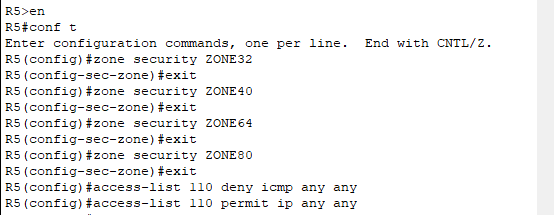 R5>en
R5#conf t
Enter configuration commands, one per line.  End with CNTL/Z.
R5(config)#zone security ZONE32
R5(config-sec-zone)#exit
R5(config)#zone security ZONE40
R5(config-sec-zone)#exit
R5(config)#zone security ZONE64
R5(config-sec-zone)#exit
R5(config)#zone security ZONE80
R5(config-sec-zone)#exit
R5(config)#access-list 110 deny icmp any any
R5(config)#access-list 110 permit ip any any